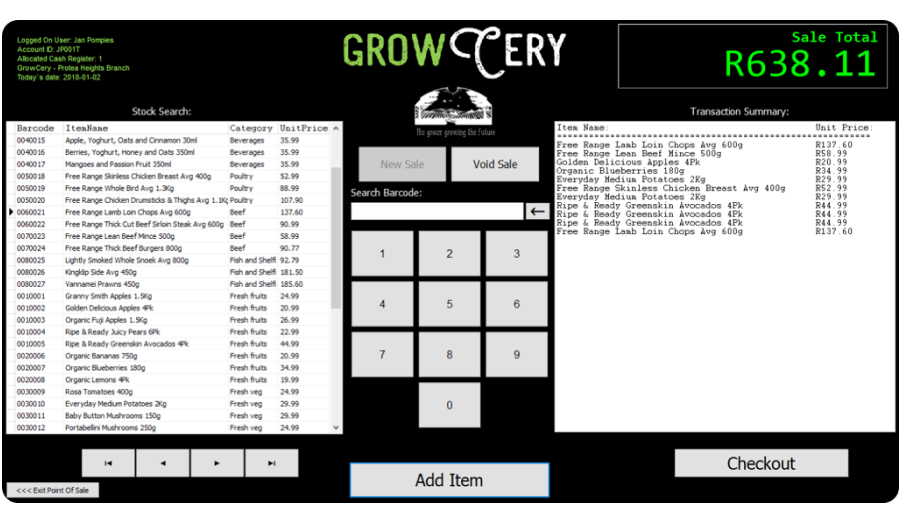 Logged On User: Jan Pompies
Account ID: JP001T
Allocated Cash Register: 1
GrowCery - Protea Heights Branch
Today's date: 2018-01-02
GROWCERY
the grocer growing the future
Sale Total
R638.11
Stock Search:
Barcode ItemName Category UnitPrice
0040015 Apple, Yoghurt, Oats and Cinnamon 30ml Beverages 35.99
0040016 Berries, Yoghurt, Honey and Oats 350ml Beverages 35.99
0040017 Mangoes and Passion Fruit 350ml Beverages 35.99
0050018 Free Range Skinless Chicken Breast Avg 400g Poultry 52.99
0050019 Free Range Whole Bird Avg 1.3Kg Poultry 88.99
0050020 Free Range Chicken Drumsticks & Thighs Avg 1.1Kg Poultry 107.90
0060021 Free Range Lamb Loin Chops Avg 600g Beef 137.60
0060022 Free Range Thick Cut Beef Sirloin Steak Avg 600g Beef 90.99
0070023 Free Range Lean Beef Mince 500g Beef 58.99
0070024 Free Range Thick Beef Burgers 800g Beef 90.77
0080025 Lightly Smoked Whole Snoek Avg 800g Fish and Shelfi 92.79
0080026 Kingklip Side Avg 450g Fish and Shelfi 181.50
0080027 Vannamei Prawns 450g Fish and Shelfi 185.60
0010001 Granny Smith Apples 1.5Kg Fresh fruits 24.99
0010002 Golden Delicious Apples 4Pk Fresh fruits 20.99
0010003 Organic Fuji Apples 1.5Kg Fresh fruits 26.99
0010004 Ripe & Ready Juicy Pears 6Pk Fresh fruits 22.99
0010005 Ripe & Ready Greenskin Avocados 4Pk Fresh fruits 44.99
0020006 Organic Bananas 750g Fresh fruits 20.99
0020007 Organic Blueberries 180g Fresh fruits 34.99
0020008 Organic Lemons 4Pk Fresh fruits 19.99
0030009 Rosa Tomatoes 400g Fresh veg 24.99
0030010 Everyday Medium Potatoes 2Kg Fresh veg 29.99
0030011 Baby Button Mushrooms 150g Fresh veg 29.99
0030012 Portabellini Mushrooms 250g Fresh veg 24.99
<<< Exit Point Of Sale
New Sale Void Sale
Search Barcode:
1 2 3
4 5 6
7 8 9
0
Add Item
Transaction Summary:
Item Name: Unit Price:
Free Range Lamb Loin Chops Avg 600g R137.60
Free Range Lean Beef Mince 500g R58.99
Golden Delicious Apples 4Pk R20.99
Organic Blueberries 180g R34.99
Everyday Medium Potatoes 2Kg R29.99
Free Range Skinless Chicken Breast Avg 400g R52.99
Everyday Medium Potatoes 2Kg R29.99
Ripe & Ready Greenskin Avocados 4Pk R44.99
Ripe & Ready Greenskin Avocados 4Pk R44.99
Ripe & Ready Greenskin Avocados 4Pk R44.99
Free Range Lamb Loin Chops Avg 600g R137.60
Checkout